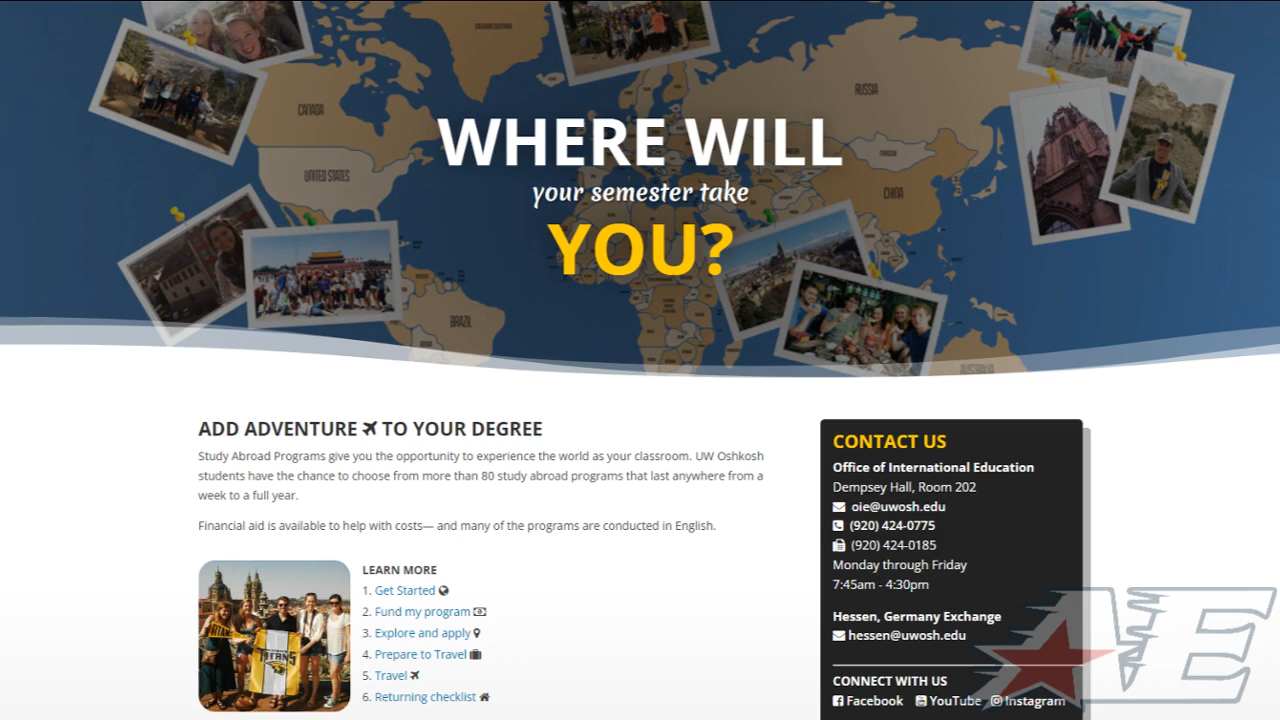 CANADA
UNITED STATES
RUSSIA
CHINA
BRAZIL
AUSTRALIA
WHERE WILL
your semester take
YOU?
ADD ADVENTURE TO YOUR DEGREE
Study Abroad Programs give you the opportunity to experience the world as your classroom. UW Oshkosh
students have the chance to choose from more than 80 study abroad programs that last anywhere from a
week to a full year.
Financial aid is available to help with costs— and many of the programs are conducted in English.
TITANS
LEARN MORE
1. Get Started
2. Fund my program
3. Explore and apply
4. Prepare to Travel
5. Travel
6. Returning checklist
CONTACT US
Office of International Education
Dempsey Hall, Room 202
oie@uwosh.edu
(920) 424-0775
(920) 424-0185
Monday through Friday
7:45am - 4:30pm
Hessen, Germany Exchange
hessen@uwosh.edu
CONNECT WITH US
Facebook YouTube Instagram